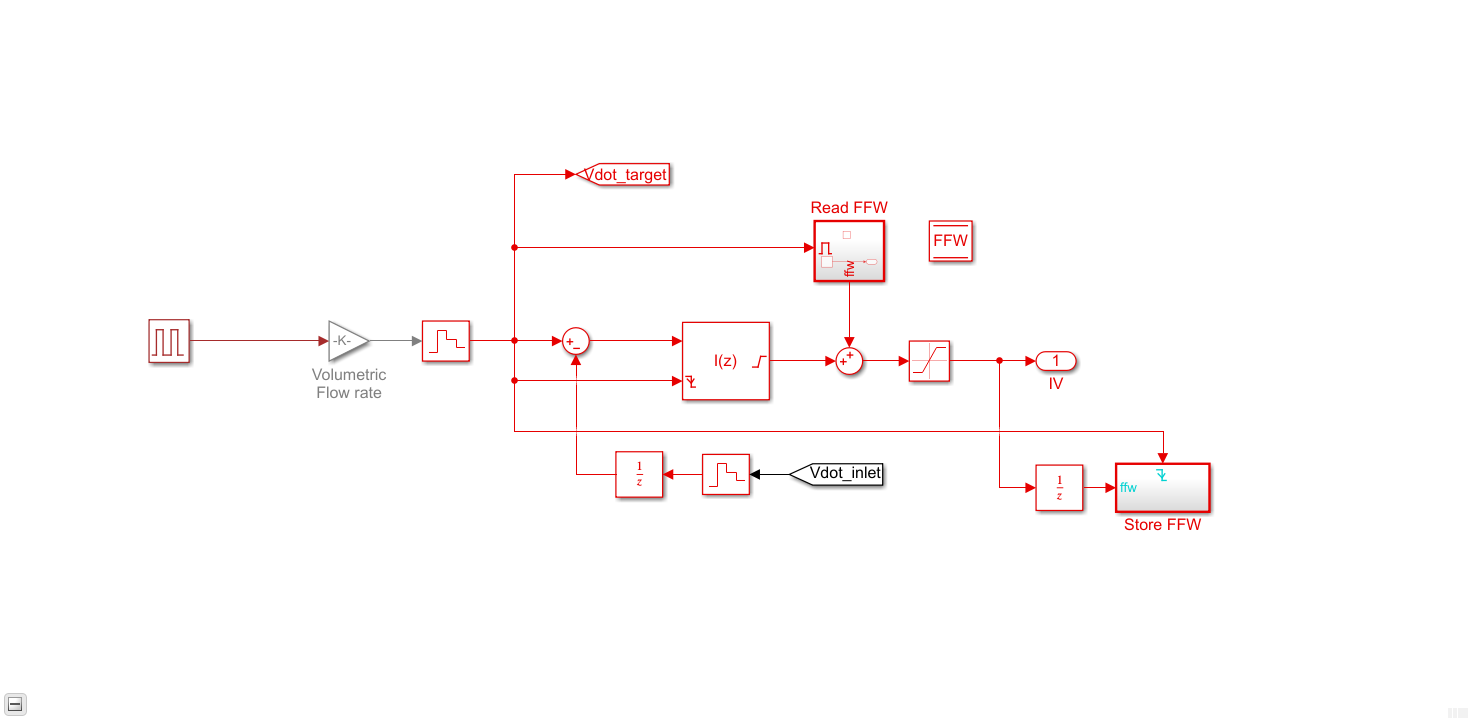 Vdot_target
Read FFW
ffw
FFW
-K-
Volumetric
Flow rate
+
−
I(z)
+
+
1
IV
1
z
Vdot_inlet
1
z
ffw
Store FFW